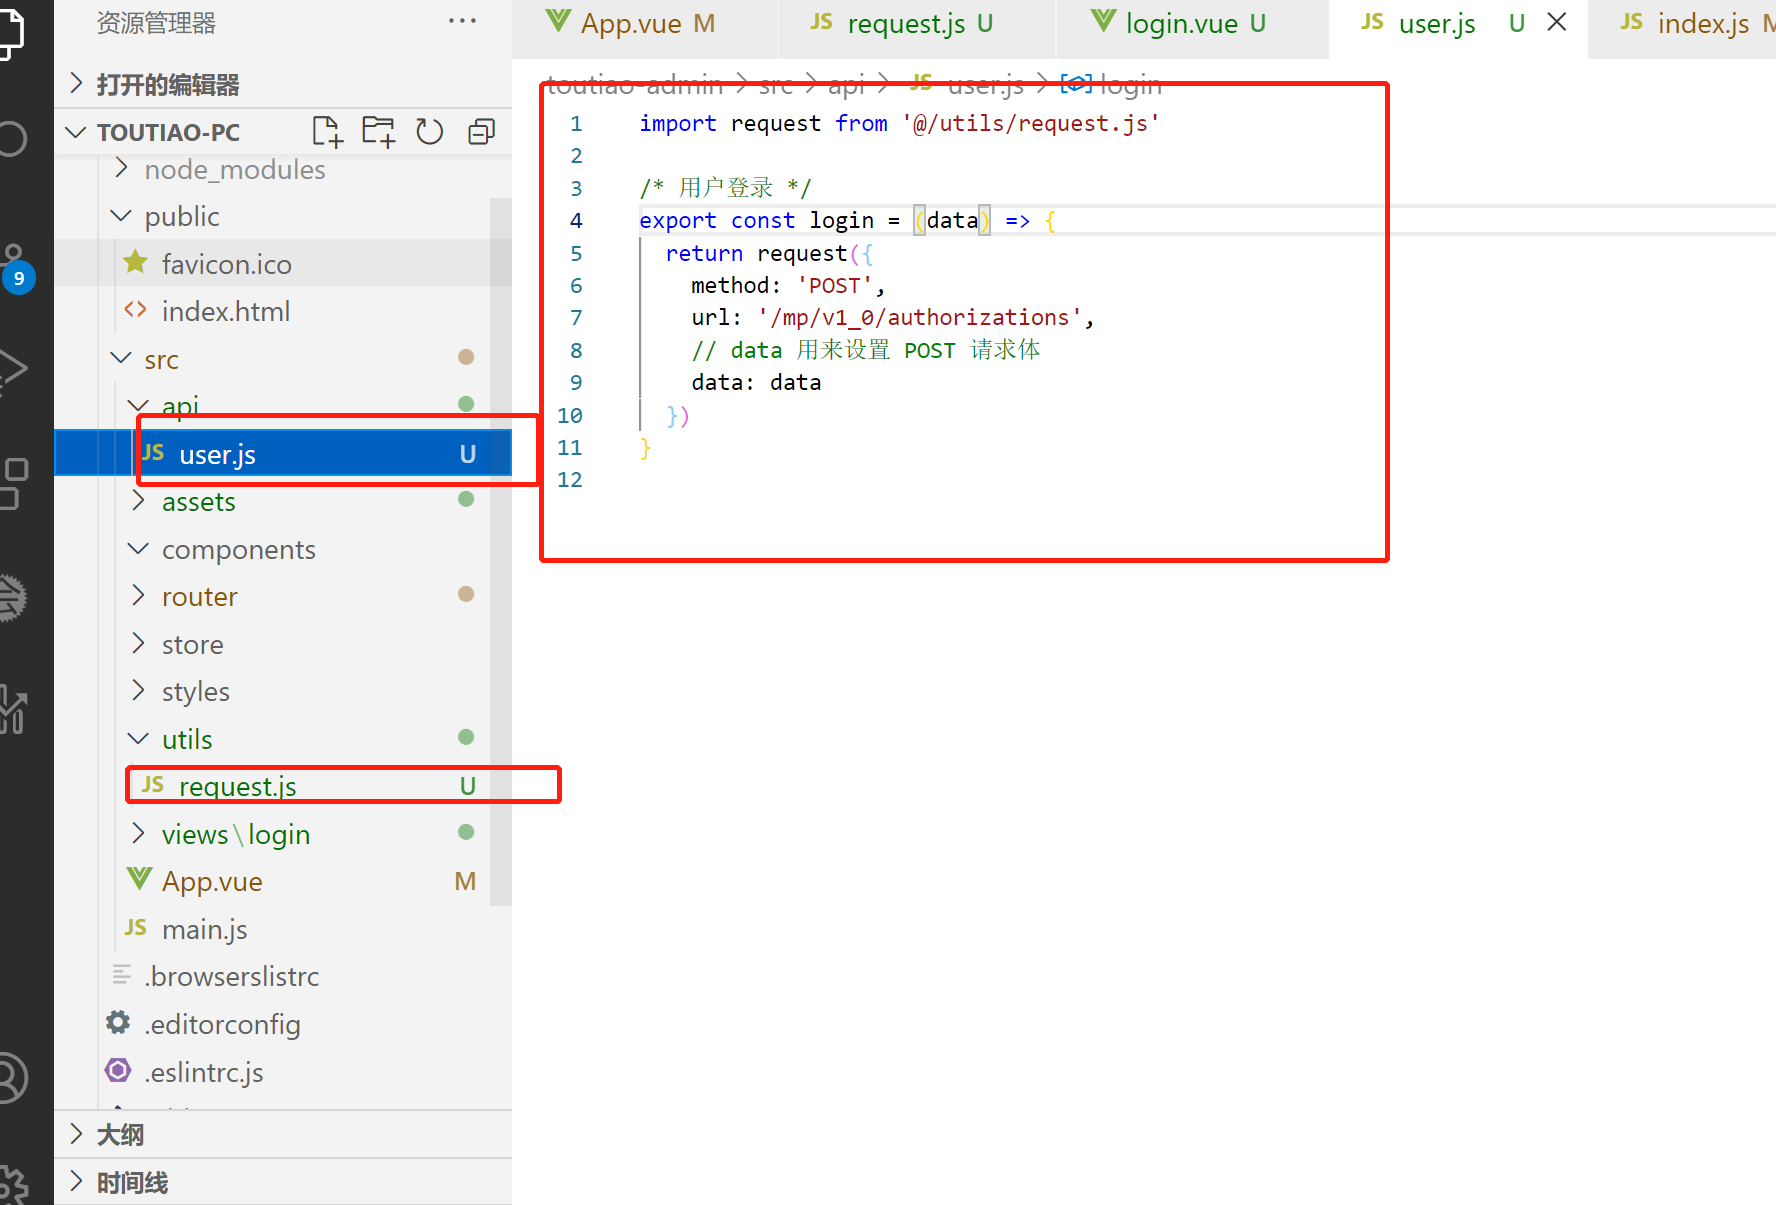 资源管理器
打开的编辑器
TOUTIAO-PC
node_modules
public
favicon.ico
index.html
src
api
JS user.js U
assets
components
router
store
styles
utils
JS request.js U
views\login
App.vue M
JS main.js
.browserslistrc
.editorconfig
.eslintrc.js
大纲
时间线
9
App.vue M
JS request.js U
login.vue U
JS user.js U
JS index.js M
toutiao-admin > src > api > JS user.js > login
1 import request from '@/utils/request.js'
2
3 /* 用户登录 */
4 export const login = (data) => {
5 return request({
6 method: 'POST',
7 url: '/mp/v1_0/authorizations',
8 // data 用来设置 POST 请求体
9 data: data
10 })
11 }
12